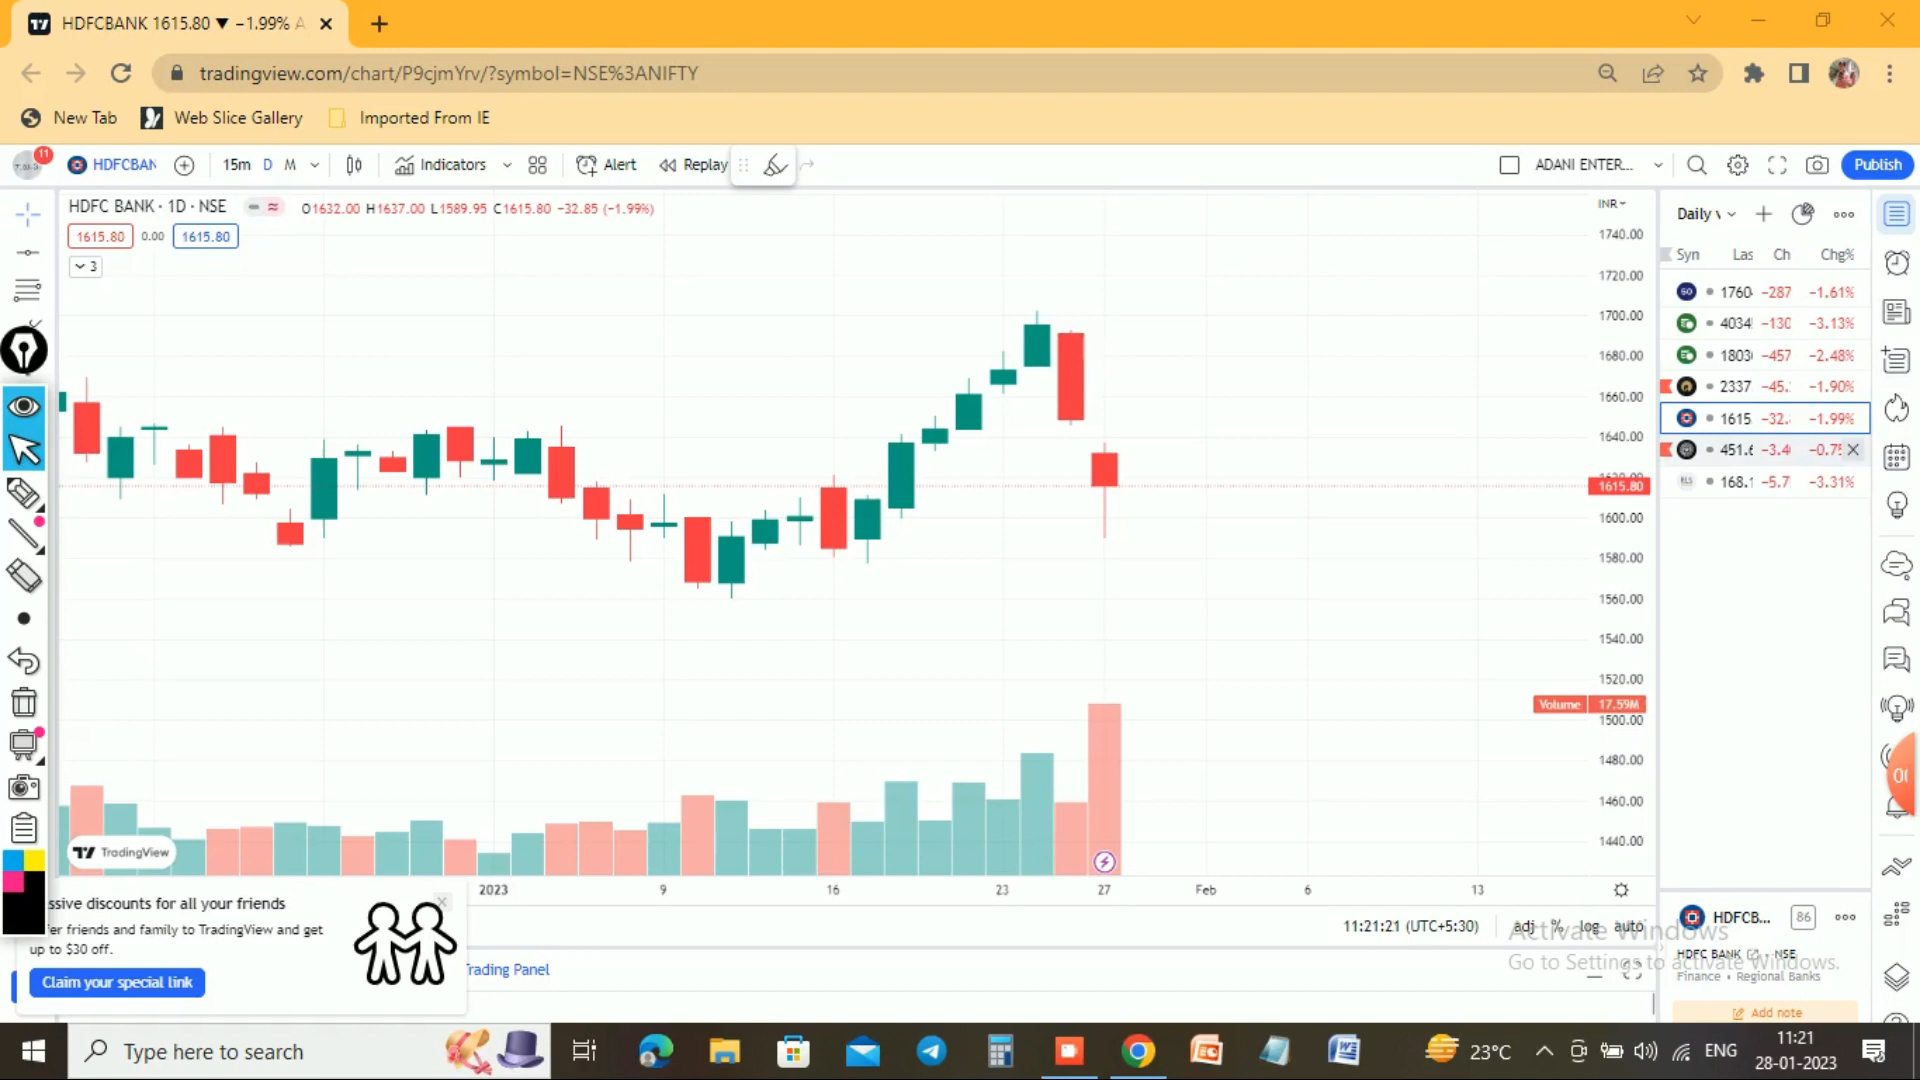 HDFCBANK 1615.80 ▼ −1.99%
tradingview.com/chart/P9cjmYrv/?symbol=NSE%3ANIFTY
New Tab
Web Slice Gallery
Imported From IE
11
HDFCBAN
15m D M
Indicators
Alert
Replay
ADANI ENTER...
Publish
HDFC BANK · 1D · NSE
O1632.00 H1637.00 L1589.95 C1615.80 −32.85 (−1.99%)
1615.80 0.00 1615.80
3
INR
1740.00
1720.00
1700.00
1680.00
1660.00
1640.00
1615.80
1600.00
1580.00
1560.00
1540.00
1520.00
Volume 17.59M
1500.00
1480.00
1460.00
1440.00
Daily
Syn Las Ch Chg%
1760 −287 −1.61%
4034 −130 −3.13%
1803 −457 −2.48%
2337 −45. −1.90%
1615 −32. −1.99%
451.6 −3.4 −0.75
168.1 −5.7 −3.31%
TradingView
2023 9 16 23 27 Feb 6 13
ssive discounts for all your friends
er friends and family to TradingView and get
up to $30 off.
Claim your special link
Trading Panel
11:21:21 (UTC+5:30)
adj % log auto
Activate Windows
Go to Settings to activate Windows.
HDFCB... 86
HDFC BANK · NSE
Finance • Regional Banks
Add note
Type here to search
23°C
ENG
11:21
28-01-2023